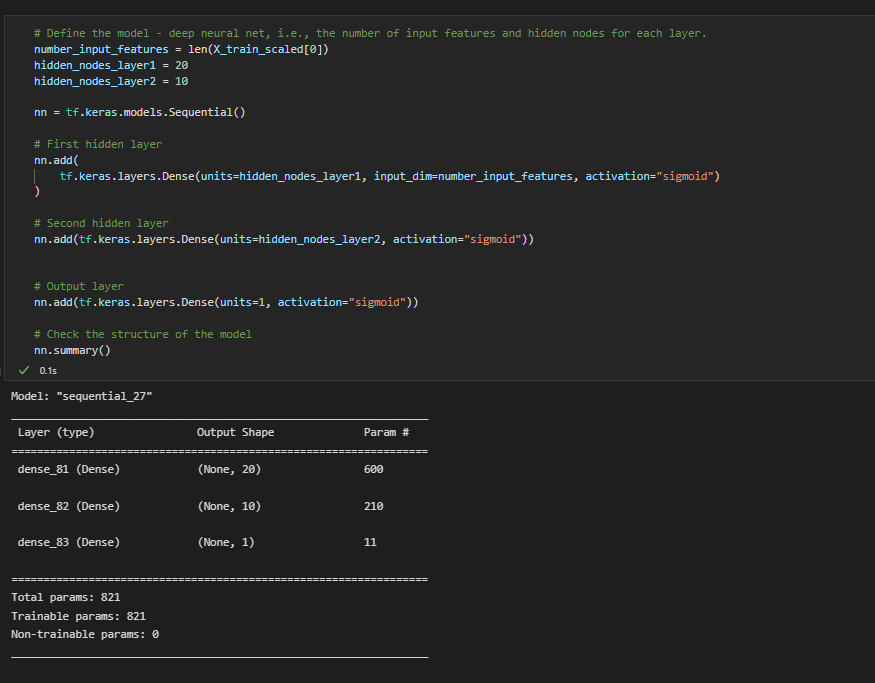 # Define the model - deep neural net, i.e., the number of input features and hidden nodes for each layer.
number_input_features = len(X_train_scaled[0])
hidden_nodes_layer1 = 20
hidden_nodes_layer2 = 10
nn = tf.keras.models.Sequential()
# First hidden layer
nn.add(
tf.keras.layers.Dense(units=hidden_nodes_layer1, input_dim=number_input_features, activation="sigmoid")
)
# Second hidden layer
nn.add(tf.keras.layers.Dense(units=hidden_nodes_layer2, activation="sigmoid"))
# Output layer
nn.add(tf.keras.layers.Dense(units=1, activation="sigmoid"))
# Check the structure of the model
nn.summary()
0.1s
Model: "sequential_27"
Layer (type) Output Shape Param #
dense_81 (Dense) (None, 20) 600
dense_82 (Dense) (None, 10) 210
dense_83 (Dense) (None, 1) 11
Total params: 821
Trainable params: 821
Non-trainable params: 0